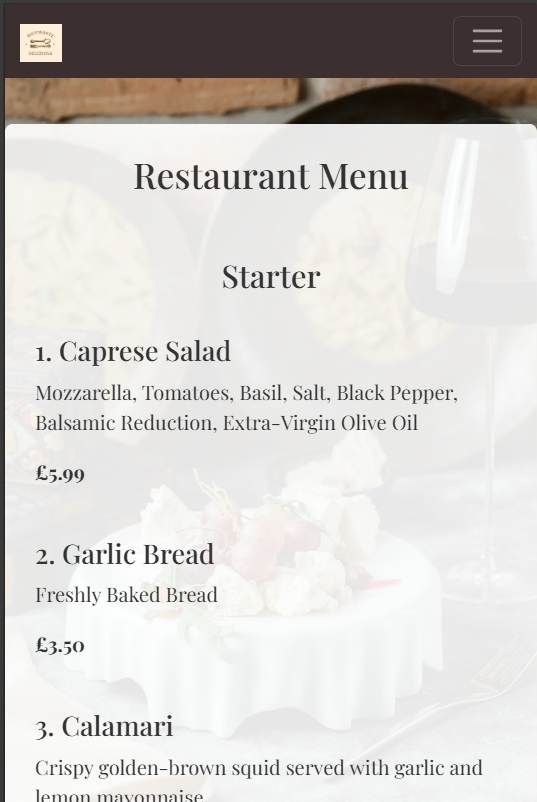 RISTORANTE
DELIZIOSA
Restaurant Menu
Starter
1. Caprese Salad
Mozzarella, Tomatoes, Basil, Salt, Black Pepper,
Balsamic Reduction, Extra-Virgin Olive Oil
£5.99
2. Garlic Bread
Freshly Baked Bread
£3.50
3. Calamari
Crispy golden-brown squid served with garlic and
lemon mayonnaise